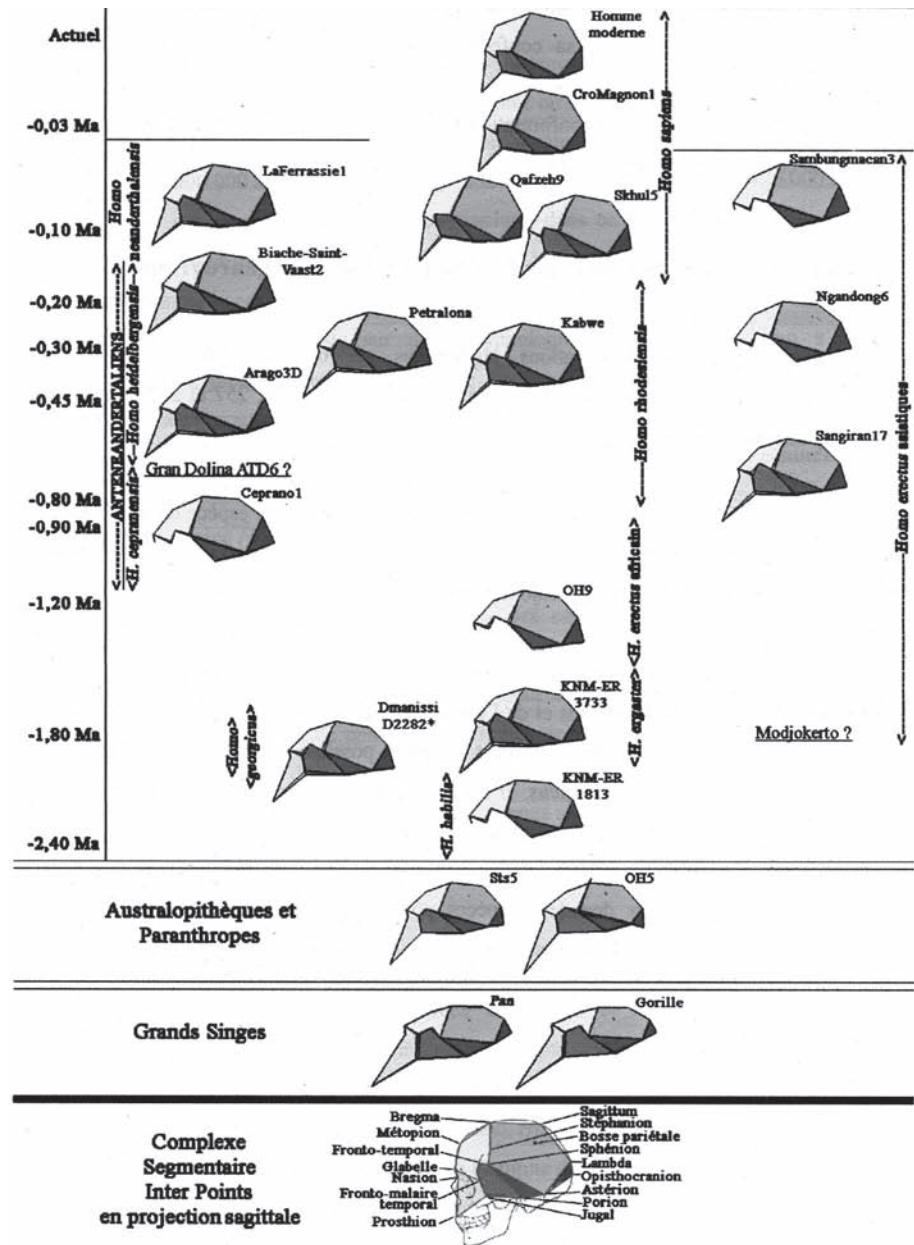 Actuel
Homme
moderne
CroMagnon1
-0,03 Ma
Homo
neanderthalensis
LaFerrassie1
Qafzeh9
Skhul5
<------Homo sapiens------>
Sambungmacan3
-0,10 Ma
Biache-Saint-
Vaast2
-0,20 Ma
Petralona
Kabwe
Ngandong6
-0,30 Ma
Arago3D
-0,45 Ma
<-------ANTENEANDERTALIENS------->
<H. cepranensis> <--Homo heidelbergensis-->
<-----Homo rhodesiensis----->
Sangiran17
Homo erectus asiatiques
Gran Dolina ATD6 ?
-0,80 Ma
Ceprano1
-0,90 Ma
<H. erectus africain>
-1,20 Ma
OH9
<H. ergaster>
KNM-ER
3733
Dmanissi
D2282*
<Homo>
<georgicus>
-1,80 Ma
Modjokerto ?
KNM-ER
1813
<H. habilis>
-2,40 Ma
Sts5
OH5
Australopithèques et
Paranthropes
Pan
Gorille
Grands Singes
Complexe
Segmentaire
Inter Points
en projection sagittale
Bregma
Métopion
Fronto-temporal
Glabelle
Nasion
Fronto-malaire
temporal
Prosthion
Sagittum
Stéphanion
Bosse pariétale
Sphénion
Lambda
Opisthocranion
Astérion
Porion
Jugal